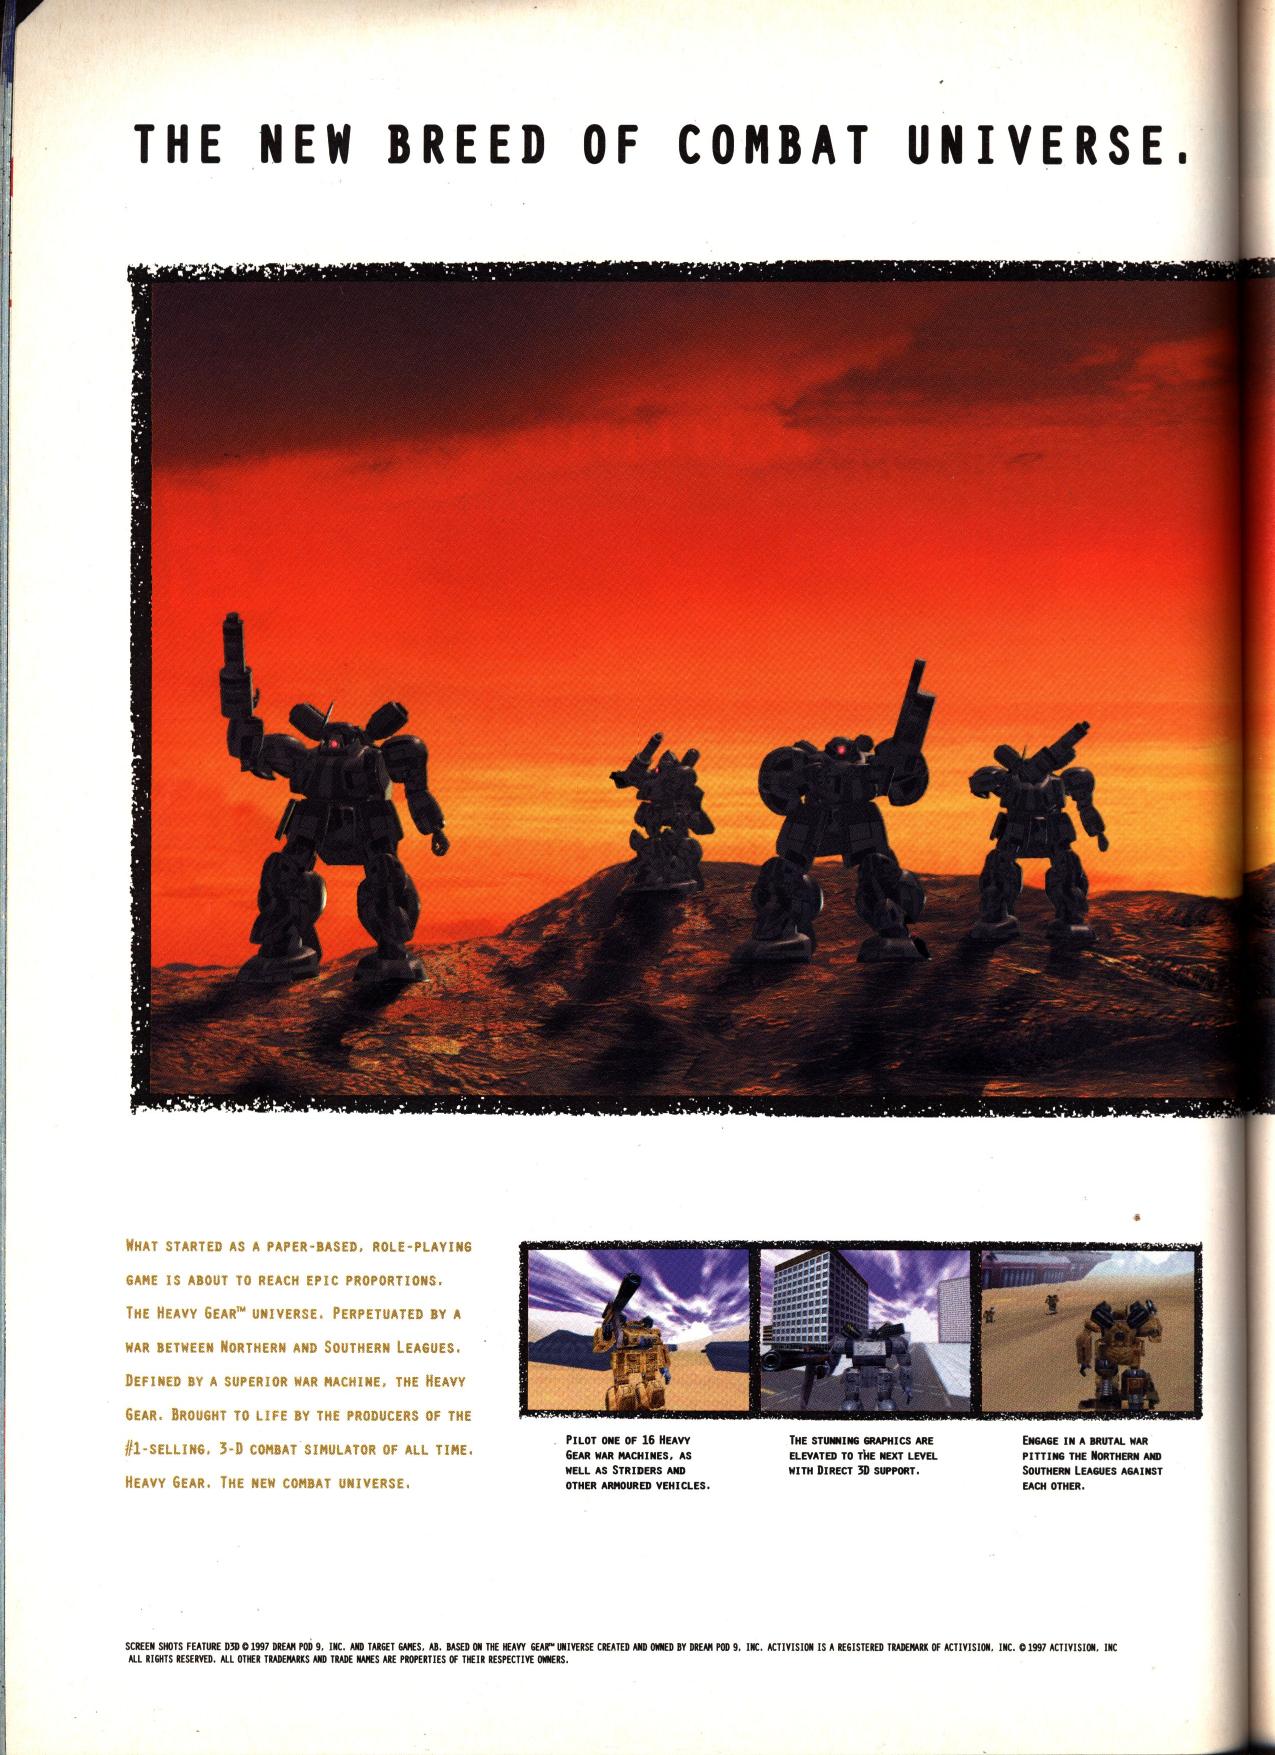 THE NEW BREED OF COMBAT UNIVERSE.
WHAT STARTED AS A PAPER-BASED, ROLE-PLAYING
GAME IS ABOUT TO REACH EPIC PROPORTIONS.
THE HEAVY GEAR™ UNIVERSE. PERPETUATED BY A
WAR BETWEEN NORTHERN AND SOUTHERN LEAGUES.
DEFINED BY A SUPERIOR WAR MACHINE, THE HEAVY
GEAR. BROUGHT TO LIFE BY THE PRODUCERS OF THE
#1-SELLING, 3-D COMBAT SIMULATOR OF ALL TIME.
HEAVY GEAR. THE NEW COMBAT UNIVERSE.
PILOT ONE OF 16 HEAVY
GEAR WAR MACHINES, AS
WELL AS STRIDERS AND
OTHER ARMOURED VEHICLES.
THE STUNNING GRAPHICS ARE
ELEVATED TO THE NEXT LEVEL
WITH DIRECT 3D SUPPORT.
ENGAGE IN A BRUTAL WAR
PITTING THE NORTHERN AND
SOUTHERN LEAGUES AGAINST
EACH OTHER.
SCREEN SHOTS FEATURE D3D © 1997 DREAM POD 9, INC. AND TARGET GAMES, AB. BASED ON THE HEAVY GEAR™ UNIVERSE CREATED AND OWNED BY DREAM POD 9, INC. ACTIVISION IS A REGISTERED TRADEMARK OF ACTIVISION, INC. © 1997 ACTIVISION, INC
ALL RIGHTS RESERVED. ALL OTHER TRADEMARKS AND TRADE NAMES ARE PROPERTIES OF THEIR RESPECTIVE OWNERS.